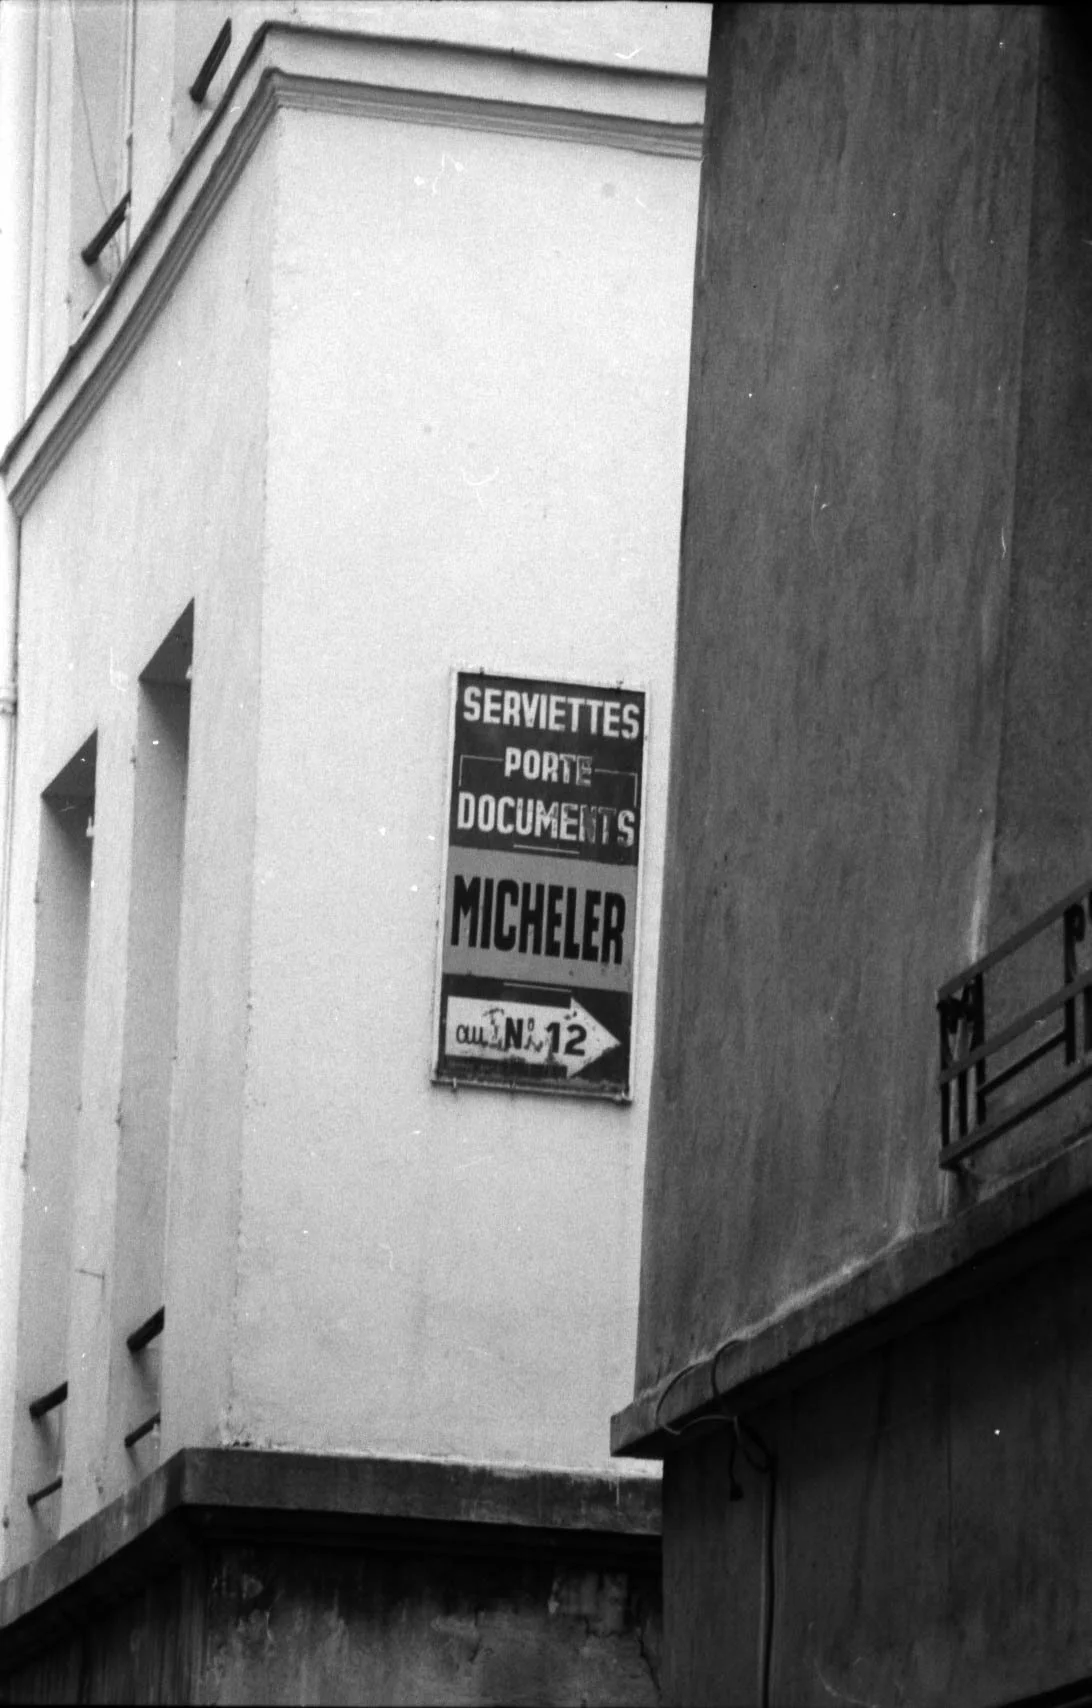 SERVIETTES
PORTE
DOCUMENTS
MICHELER
au N° 12